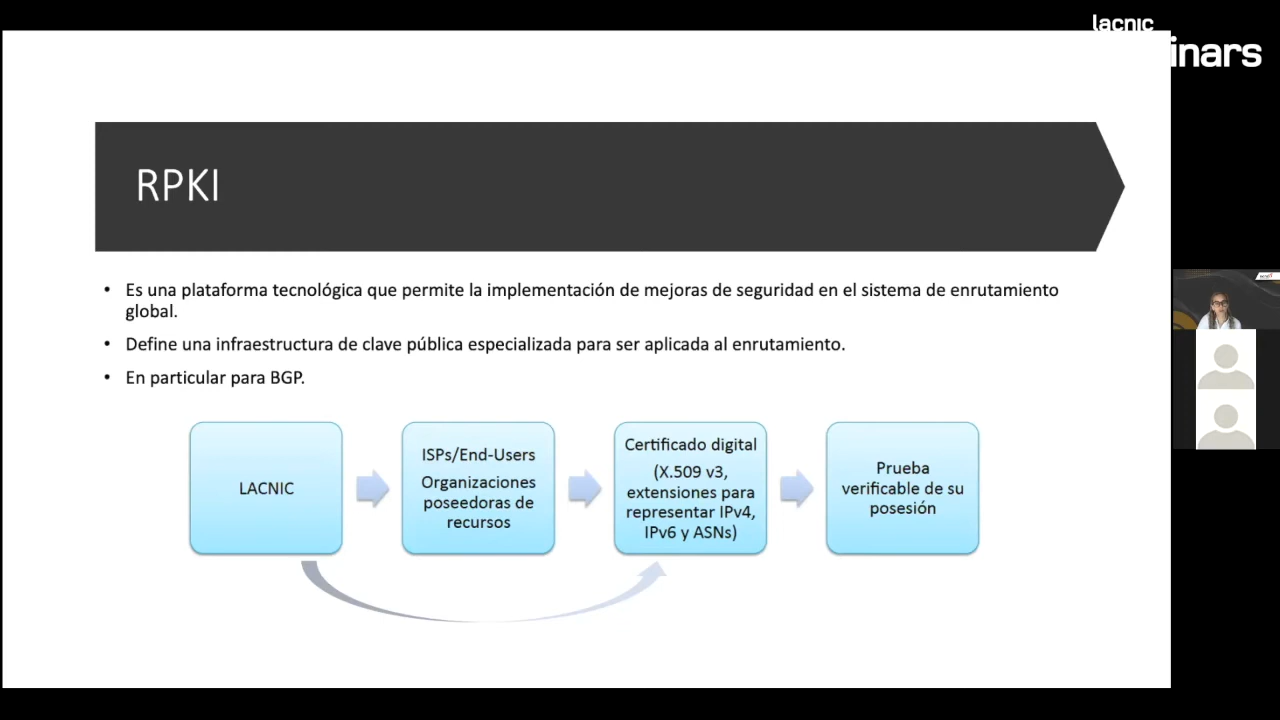 lacnic
inars
RPKI
• Es una plataforma tecnológica que permite la implementación de mejoras de seguridad en el sistema de enrutamiento
global.
• Define una infraestructura de clave pública especializada para ser aplicada al enrutamiento.
• En particular para BGP.
LACNIC
ISPs/End-Users
Organizaciones
poseedoras de
recursos
Certificado digital
(X.509 v3,
extensiones para
representar IPv4,
IPv6 y ASNs)
Prueba
verificable de su
posesión